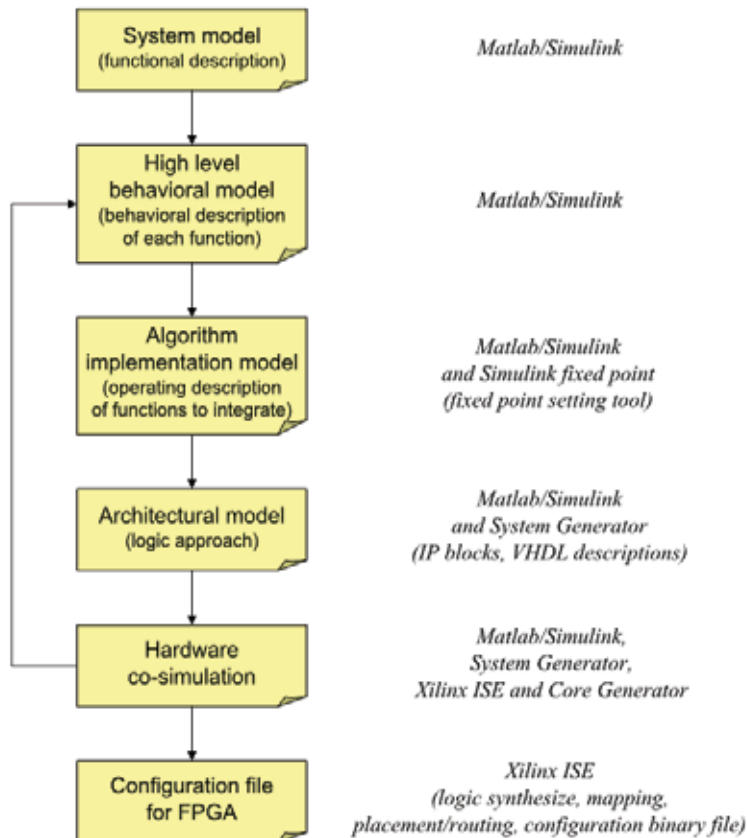 System model
(functional description)
Matlab/Simulink
High level
behavioral model
(behavioral description
of each function)
Matlab/Simulink
Algorithm
implementation model
(operating description
of functions to integrate)
Matlab/Simulink
and Simulink fixed point
(fixed point setting tool)
Architectural model
(logic approach)
Matlab/Simulink
and System Generator
(IP blocks, VHDL descriptions)
Hardware
co-simulation
Matlab/Simulink,
System Generator,
Xilinx ISE and Core Generator
Configuration file
for FPGA
Xilinx ISE
(logic synthesize, mapping,
placement/routing, configuration binary file)